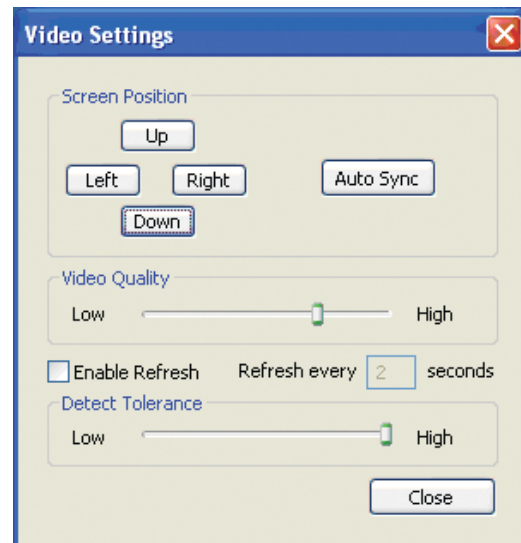 Video Settings
Screen Position
Up
Left Right Auto Sync
Down
Video Quality
Low High
Enable Refresh Refresh every 2 seconds
Detect Tolerance
Low High
Close